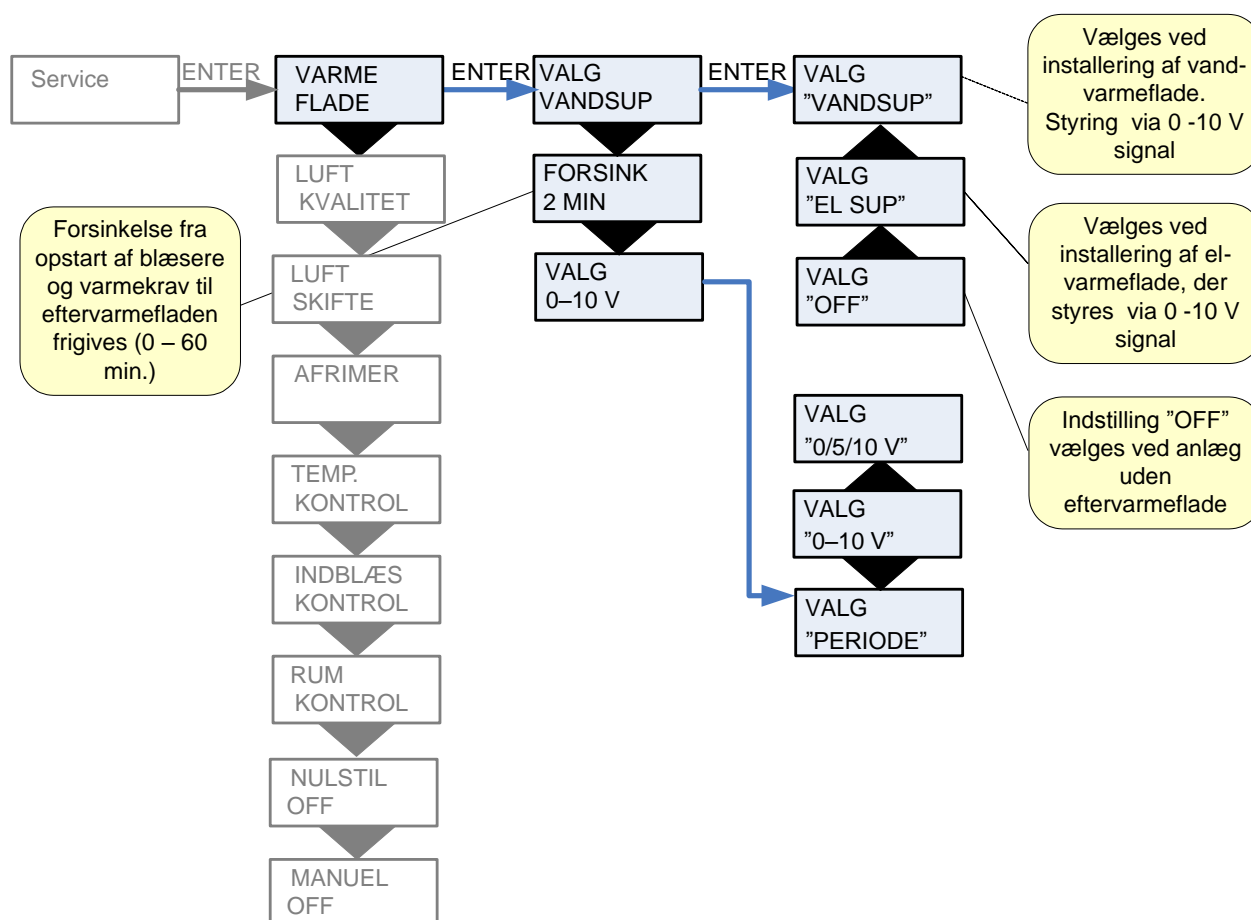 Service
ENTER
VARME
FLADE
ENTER
VALG
VANDSUP
ENTER
VALG
”VANDSUP”
Vælges ved
installering af vand-
varmeflade.
Styring via 0 -10 V
signal
LUFT
KVALITET
FORSINK
2 MIN
VALG
”EL SUP”
Vælges ved
installering af el-
varmeflade, der
styres via 0 -10 V
signal
Forsinkelse fra
opstart af blæsere
og varmekrav til
eftervarmefladen
frigives (0 – 60
min.)
LUFT
SKIFTE
VALG
0–10 V
VALG
”OFF”
Indstilling ”OFF”
vælges ved anlæg
uden
eftervarmeflade
AFRIMER
VALG
”0/5/10 V”
TEMP.
KONTROL
VALG
”0–10 V”
INDBLÆS
KONTROL
VALG
”PERIODE”
RUM
KONTROL
NULSTIL
OFF
MANUEL
OFF